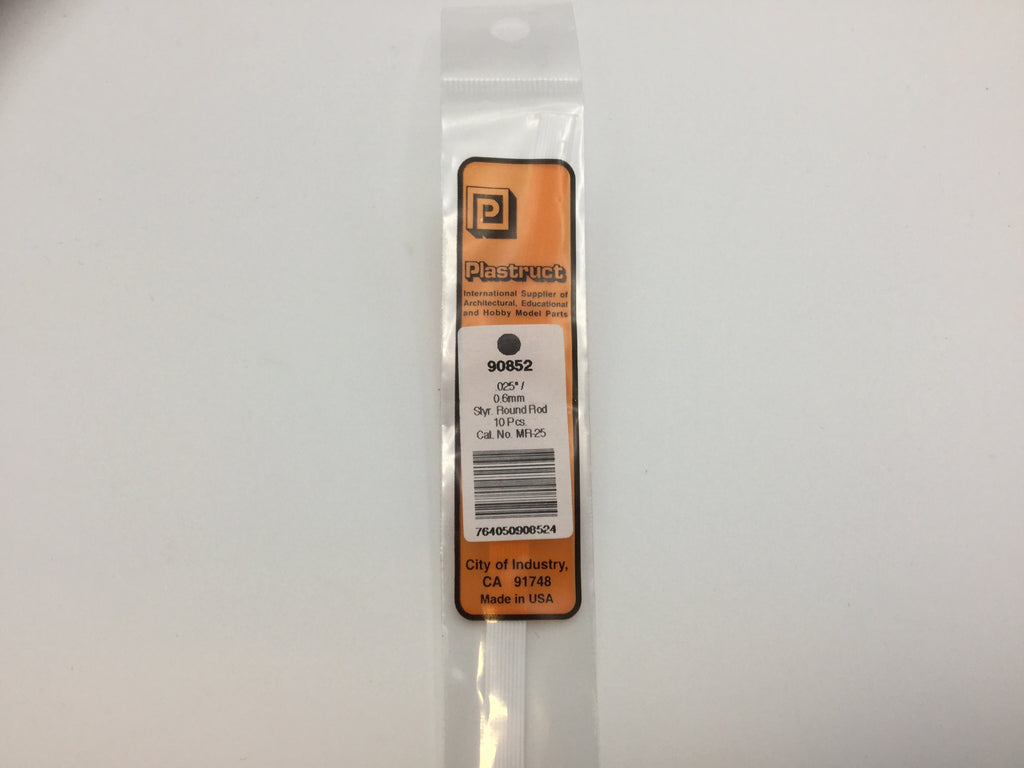 P
Plastruct
International Supplier of
Architectural, Educational
and Hobby Model Parts
90852
.025" /
0.6mm
Styr. Round Rod
10 Pcs.
Cat. No. MR-25
764050908524
City of Industry,
CA 91748
Made in USA